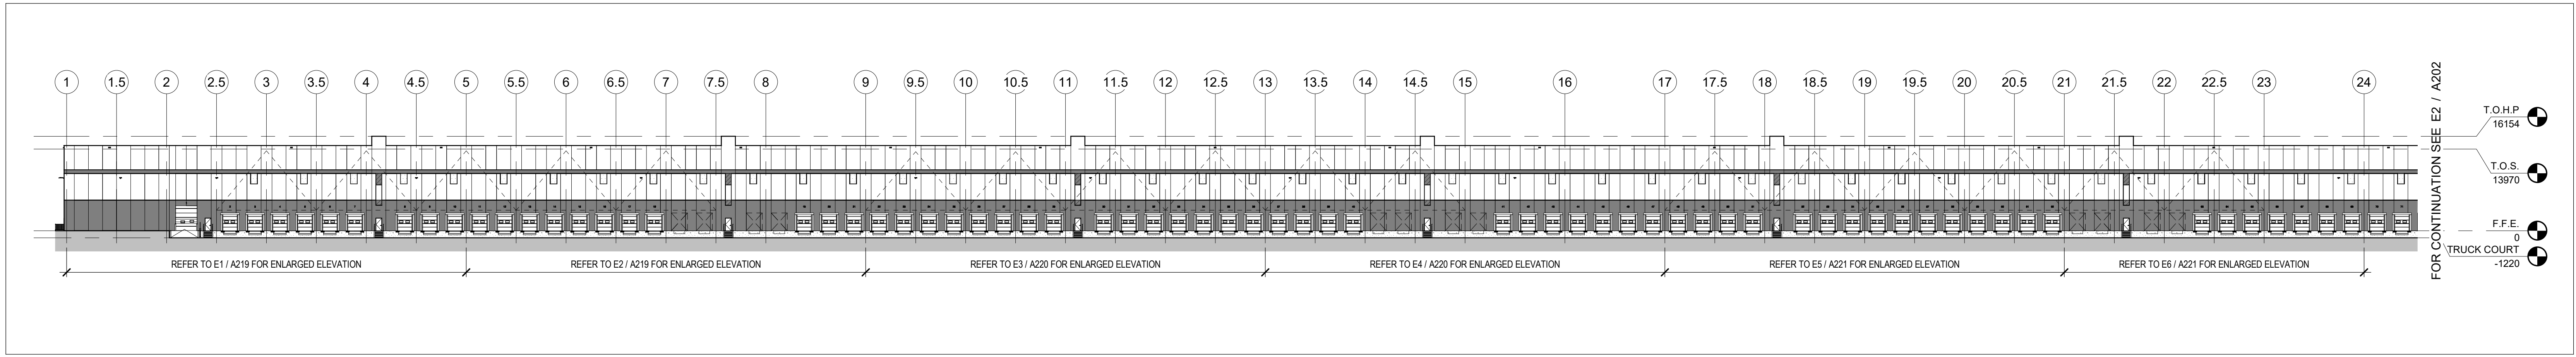 1 1.5 2 2.5 3 3.5 4 4.5 5 5.5 6 6.5 7 7.5 8 9 9.5 10 10.5 11 11.5 12 12.5 13 13.5 14 14.5 15 16 17 17.5 18 18.5 19 19.5 20 20.5 21 21.5 22 22.5 23 24
FOR CONTINUATION SEE E2 / A202
T.O.H.P
16154
T.O.S.
13970
F.F.E.
0
TRUCK COURT
-1220
REFER TO E1 / A219 FOR ENLARGED ELEVATION
REFER TO E2 / A219 FOR ENLARGED ELEVATION
REFER TO E3 / A220 FOR ENLARGED ELEVATION
REFER TO E4 / A220 FOR ENLARGED ELEVATION
REFER TO E5 / A221 FOR ENLARGED ELEVATION
REFER TO E6 / A221 FOR ENLARGED ELEVATION